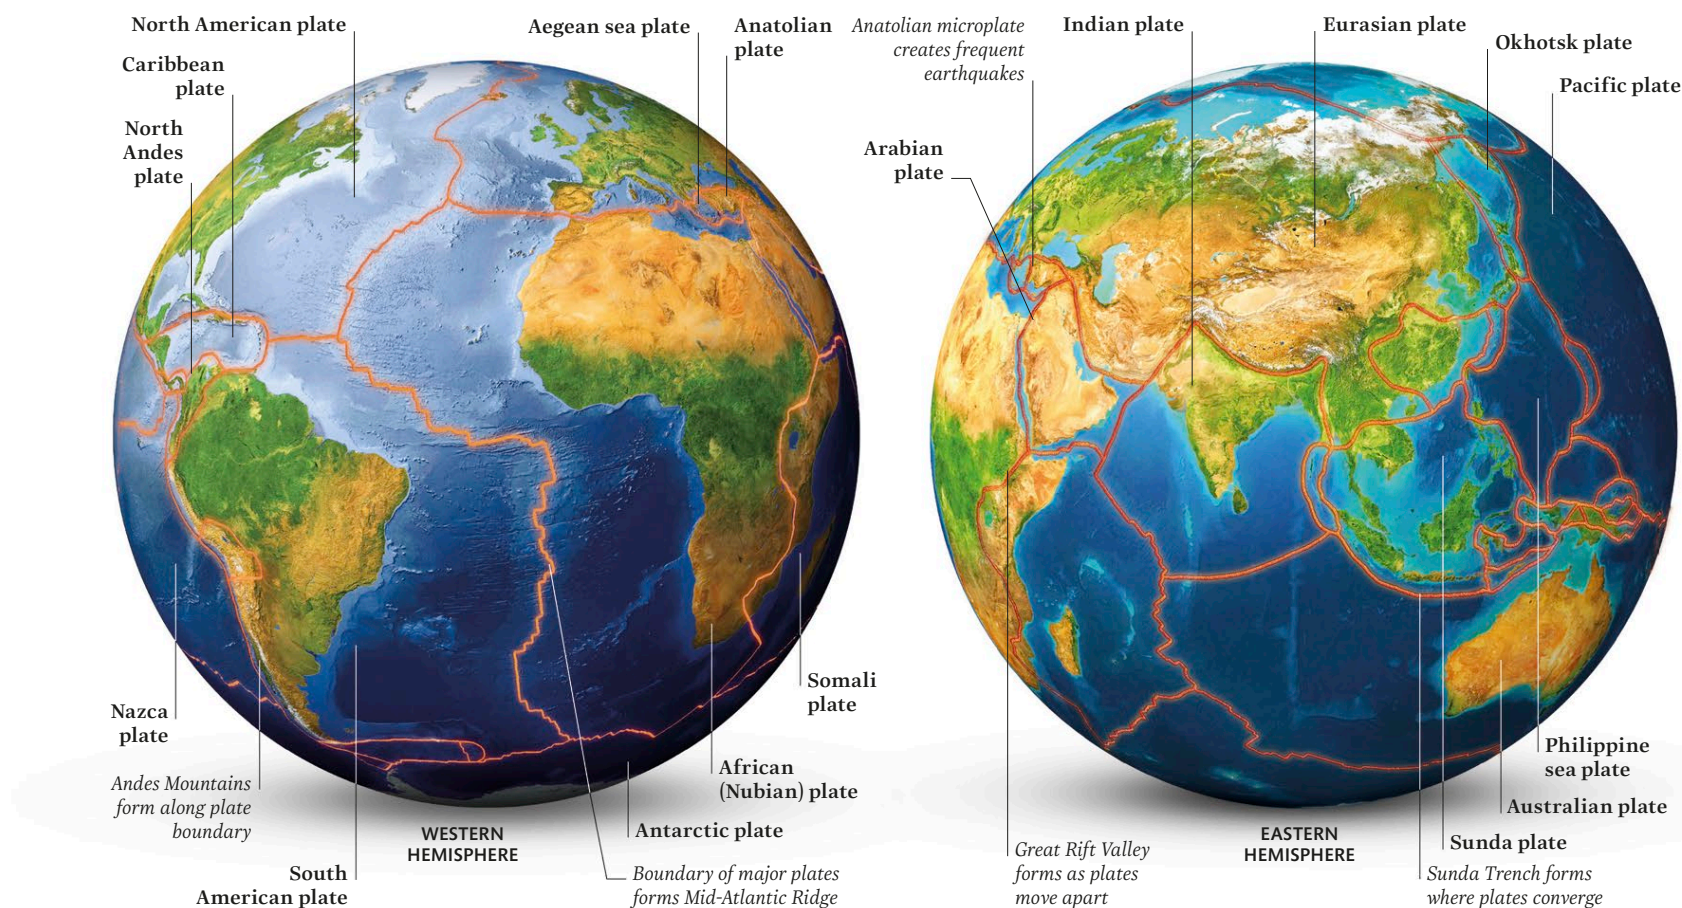 North American plate
Caribbean
plate
North
Andes
plate
Aegean sea plate
Anatolian
plate
Nazca
plate
Andes Mountains
form along plate
boundary
South
American plate
WESTERN
HEMISPHERE
Boundary of major plates
forms Mid-Atlantic Ridge
Antarctic plate
African
(Nubian) plate
Somali
plate
Anatolian microplate
creates frequent
earthquakes
Arabian
plate
Indian plate
Eurasian plate
Okhotsk plate
Pacific plate
Great Rift Valley
forms as plates
move apart
EASTERN
HEMISPHERE
Philippine
sea plate
Australian plate
Sunda plate
Sunda Trench forms
where plates converge